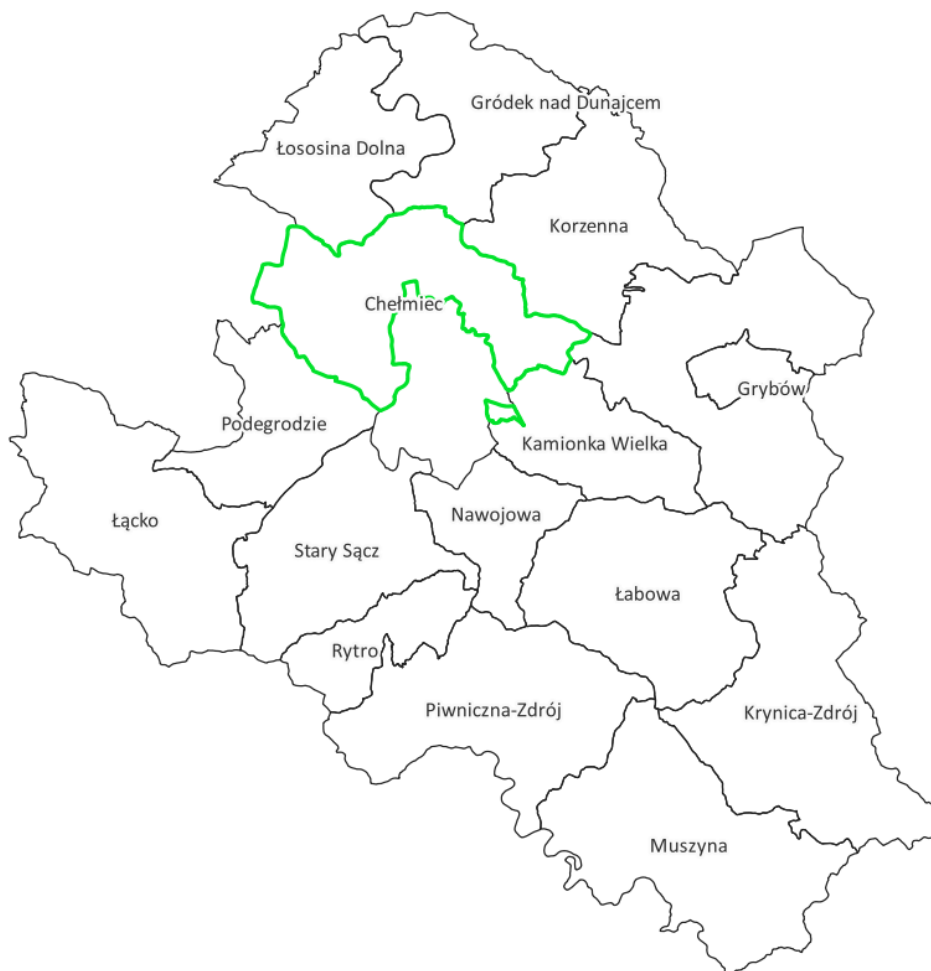 Gródek nad Dunajcem
Łososina Dolna
Korzenna
Chełmiec
Grybów
Podegrodzie
Kamionka Wielka
Łącko
Nawojowa
Stary Sącz
Łabowa
Rytro
Piwniczna-Zdrój
Krynica-Zdrój
Muszyna